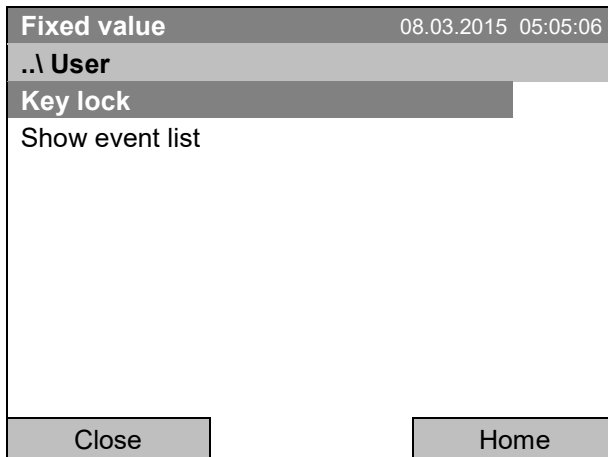 Fixed value 08.03.2015 05:05:06
..\ User
Key lock
Show event list
Close Home